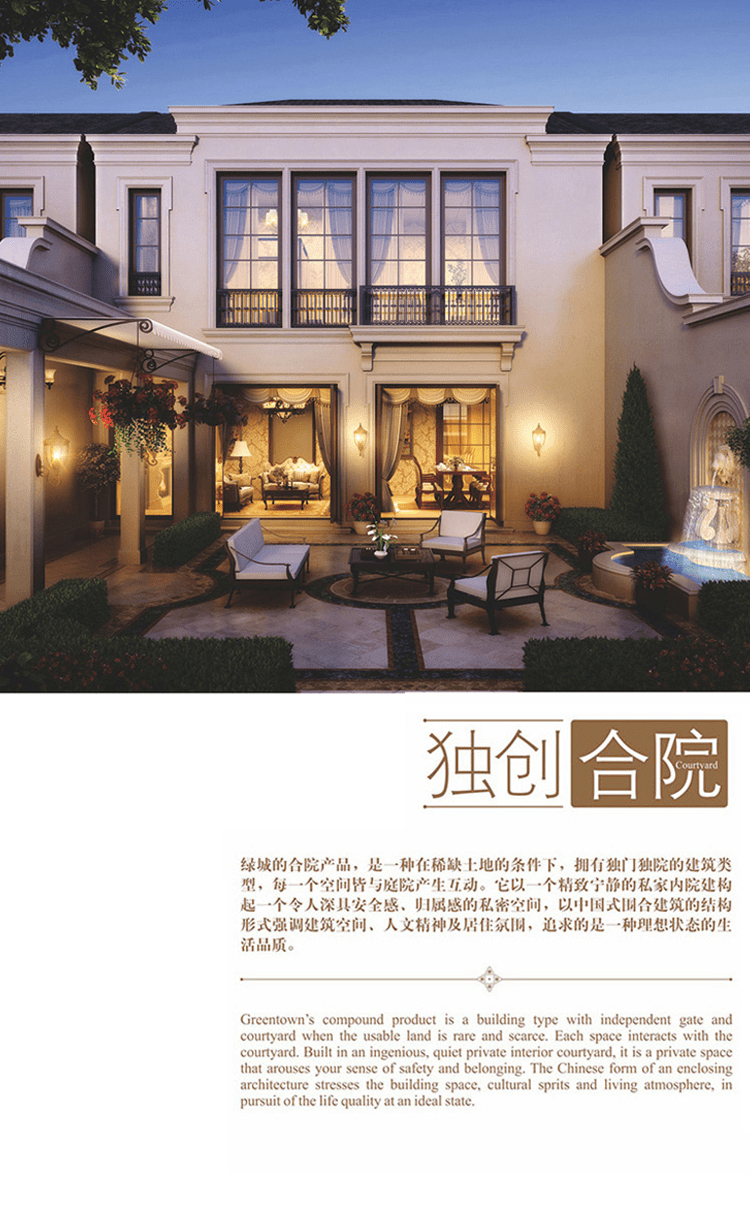 独创合院
Courtyard
绿城的合院产品，是一种在稀缺土地的条件下，拥有独门独院的建筑类
型，每一个空间皆与庭院产生互动。它以一个精致宁静的私家内院建构
起一个令人深具安全感、归属感的私密空间，以中国式围合建筑的结构
形式强调建筑空间、人文精神及居住氛围，追求的是一种理想状态的生
活品质。
Greentown's compound product is a building type with independent gate and
courtyard when the usable land is rare and scarce. Each space interacts with the
courtyard. Built in an ingenious, quiet private interior courtyard, it is a private space
that arouses your sense of safety and belonging. The Chinese form of an enclosing
architecture stresses the building space, cultural sprits and living atmosphere, in
pursuit of the life quality at an ideal state.